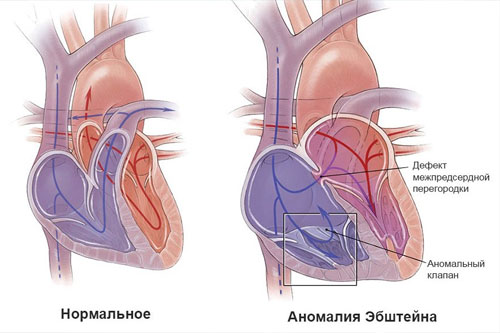 Дефект
межпредсердной
перегородки
Аномальный
клапан
Нормальное
Аномалия Эбштейна